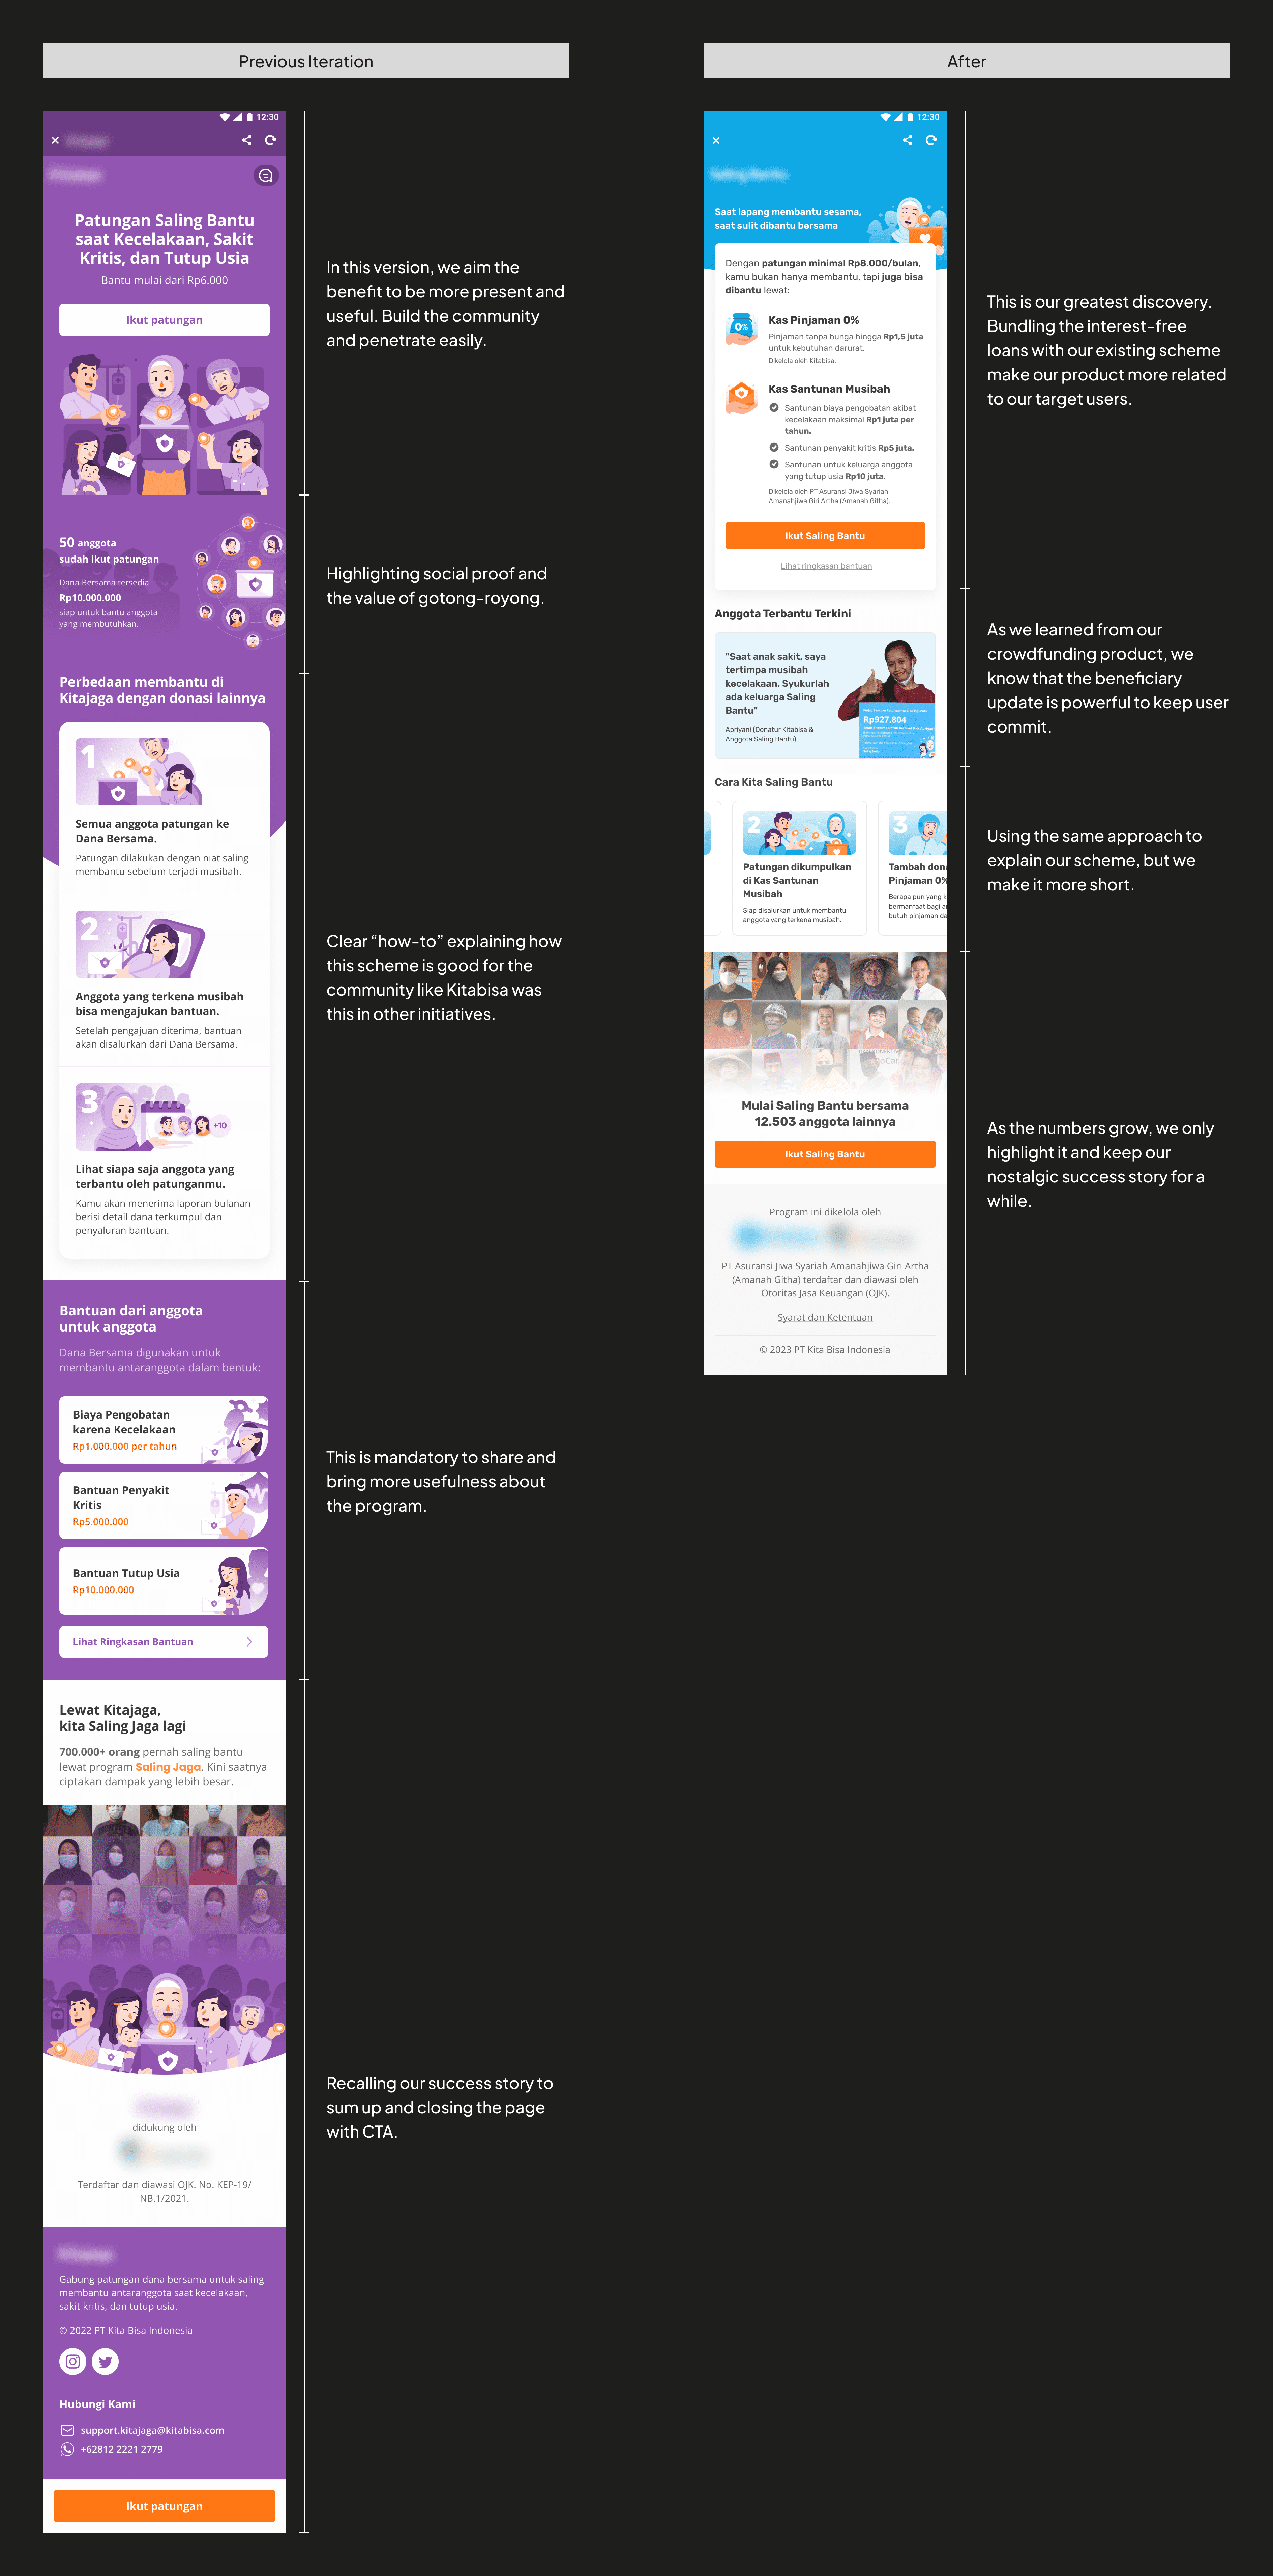 Previous Iteration
12:30
Patungan Saling Bantu
saat Kecelakaan, Sakit
Kritis, dan Tutup Usia
Bantu mulai dari Rp6.000
Ikut patungan
In this version, we aim the
benefit to be more present and
useful. Build the community
and penetrate easily.
50 anggota
sudah ikut patungan
Dana Bersama tersedia
Rp10.000.000
siap untuk bantu anggota
yang membutuhkan.
Highlighting social proof and
the value of gotong-royong.
Perbedaan membantu di
Kitajaga dengan donasi lainnya
1
Semua anggota patungan ke
Dana Bersama.
Patungan dilakukan dengan niat saling
membantu sebelum terjadi musibah.
2
Anggota yang terkena musibah
bisa mengajukan bantuan.
Setelah pengajuan diterima, bantuan
akan disalurkan dari Dana Bersama.
3
+10
Lihat siapa saja anggota yang
terbantu oleh patunganmu.
Kamu akan menerima laporan bulanan
berisi detail dana terkumpul dan
penyaluran bantuan.
Clear “how-to” explaining how
this scheme is good for the
community like Kitabisa was
this in other initiatives.
Bantuan dari anggota
untuk anggota
Dana Bersama digunakan untuk
membantu antaranggota dalam bentuk:
Biaya Pengobatan
karena Kecelakaan
Rp1.000.000 per tahun
Bantuan Penyakit
Kritis
Rp5.000.000
Bantuan Tutup Usia
Rp10.000.000
Lihat Ringkasan Bantuan
This is mandatory to share and
bring more usefulness about
the program.
Lewat Kitajaga,
kita Saling Jaga lagi
700.000+ orang pernah saling bantu
lewat program Saling Jaga. Kini saatnya
ciptakan dampak yang lebih besar.
didukung oleh
Terdaftar dan diawasi OJK. No. KEP-19/
NB.1/2021.
Recalling our success story to
sum up and closing the page
with CTA.
Gabung patungan dana bersama untuk saling
membantu antaranggota saat kecelakaan,
sakit kritis, dan tutup usia.
© 2022 PT Kita Bisa Indonesia
Hubungi Kami
support.kitajaga@kitabisa.com
+62812 2221 2779
Ikut patungan
After
12:30
Saling Bantu
Saat lapang membantu sesama,
saat sulit dibantu bersama
Dengan patungan minimal Rp8.000/bulan,
kamu bukan hanya membantu, tapi juga bisa
dibantu lewat:
0%
Kas Pinjaman 0%
Pinjaman tanpa bunga hingga Rp1,5 juta
untuk kebutuhan darurat.
Dikelola oleh Kitabisa.
Kas Santunan Musibah
Santunan biaya pengobatan akibat
kecelakaan maksimal Rp1 juta per
tahun.
Santunan penyakit kritis Rp5 juta.
Santunan untuk keluarga anggota
yang tutup usia Rp10 juta.
Dikelola oleh PT Asuransi Jiwa Syariah
Amanahjiwa Giri Artha (Amanah Githa).
Ikut Saling Bantu
Lihat ringkasan bantuan
This is our greatest discovery.
Bundling the interest-free
loans with our existing scheme
make our product more related
to our target users.
Anggota Terbantu Terkini
"Saat anak sakit, saya
tertimpa musibah
kecelakaan. Syukurlah
ada keluarga Saling
Bantu"
Apriyani (Donatur Kitabisa &
Anggota Saling Bantu)
Rp927.804
As we learned from our
crowdfunding product, we
know that the beneficiary
update is powerful to keep user
commit.
Cara Kita Saling Bantu
2
Patungan dikumpulkan
di Kas Santunan
Musibah
Siap disalurkan untuk membantu
anggota yang terkena musibah.
3
Tambah don
Pinjaman 0%
Berapa pun yang k
bermanfaat bagi a
butuh pinjaman da
Using the same approach to
explain our scheme, but we
make it more short.
Mulai Saling Bantu bersama
12.503 anggota lainnya
Ikut Saling Bantu
Program ini dikelola oleh
PT Asuransi Jiwa Syariah Amanahjiwa Giri Artha
(Amanah Githa) terdaftar dan diawasi oleh
Otoritas Jasa Keuangan (OJK).
Syarat dan Ketentuan
© 2023 PT Kita Bisa Indonesia
As the numbers grow, we only
highlight it and keep our
nostalgic success story for a
while.